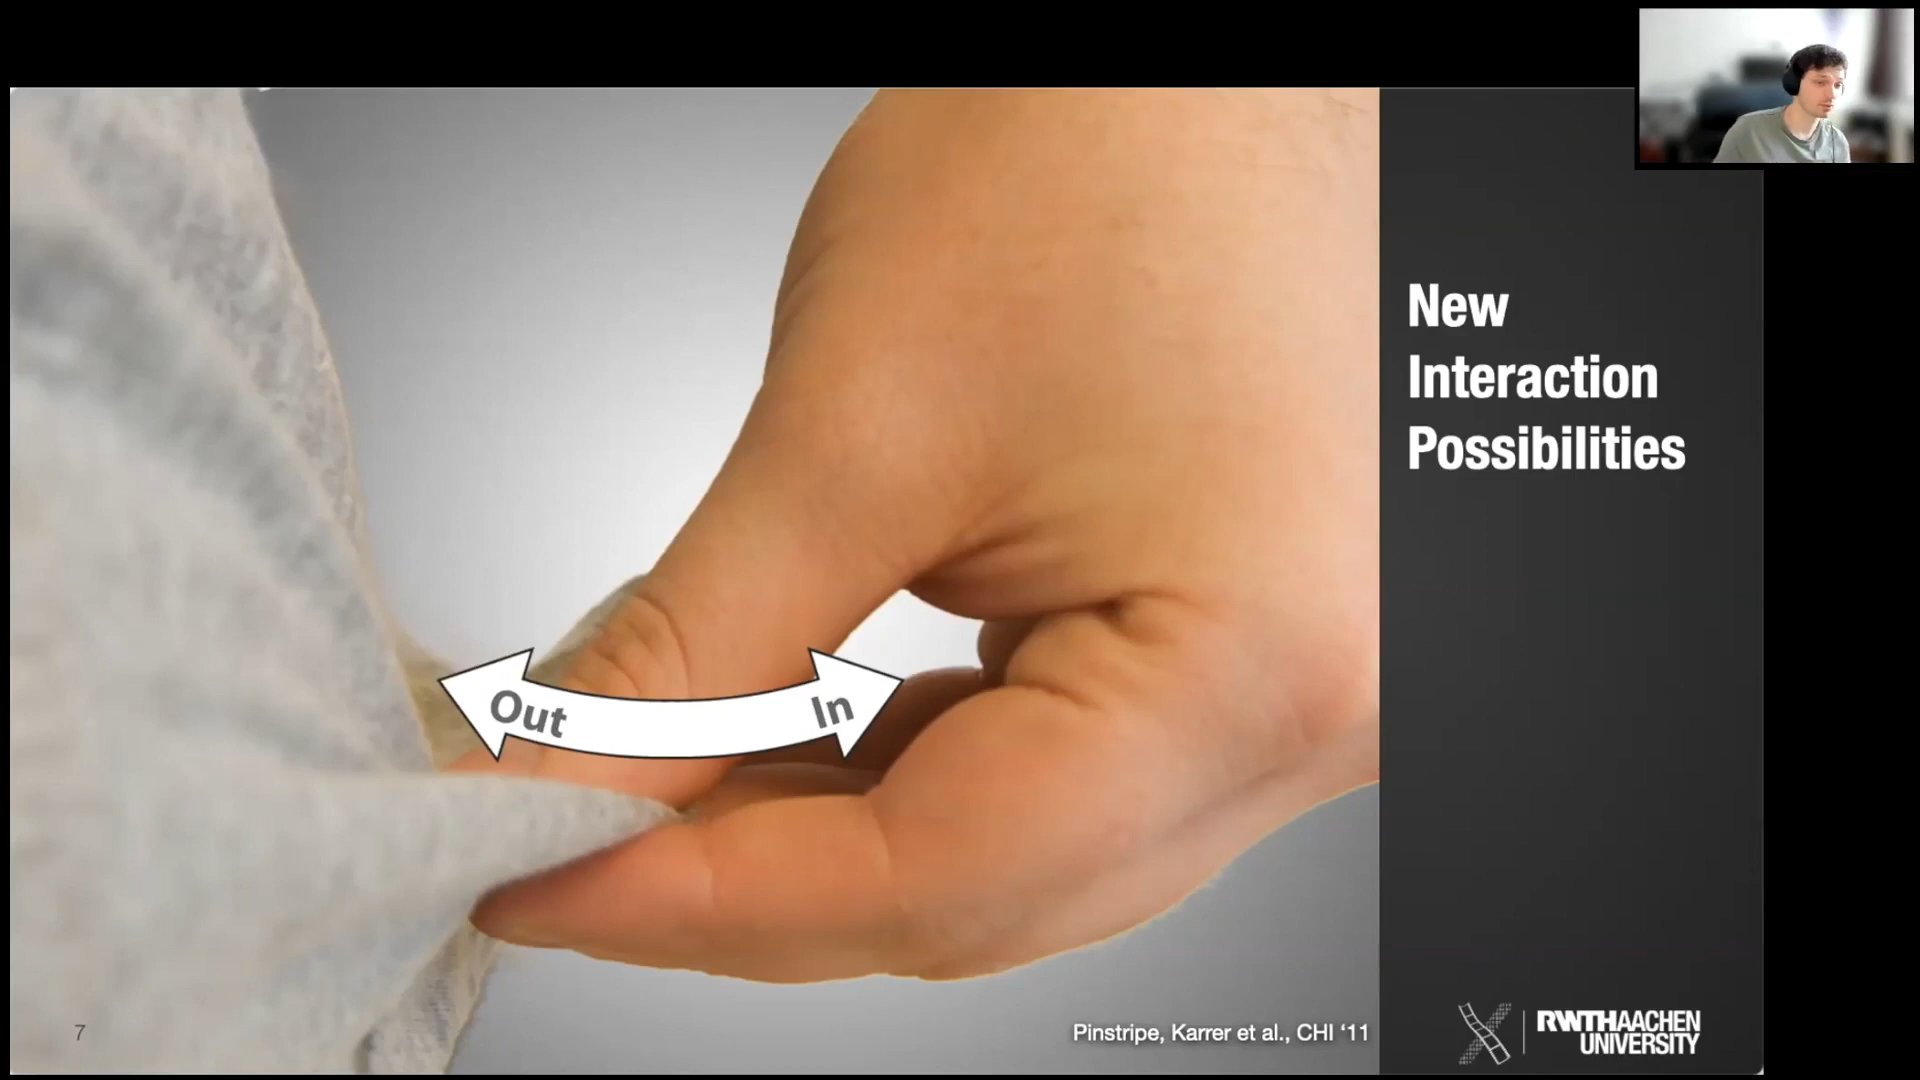 New
Interaction
Possibilities
Out
In
7
Pinstripe, Karrer et al., CHI ‘11
RWTHAACHEN
UNIVERSITY